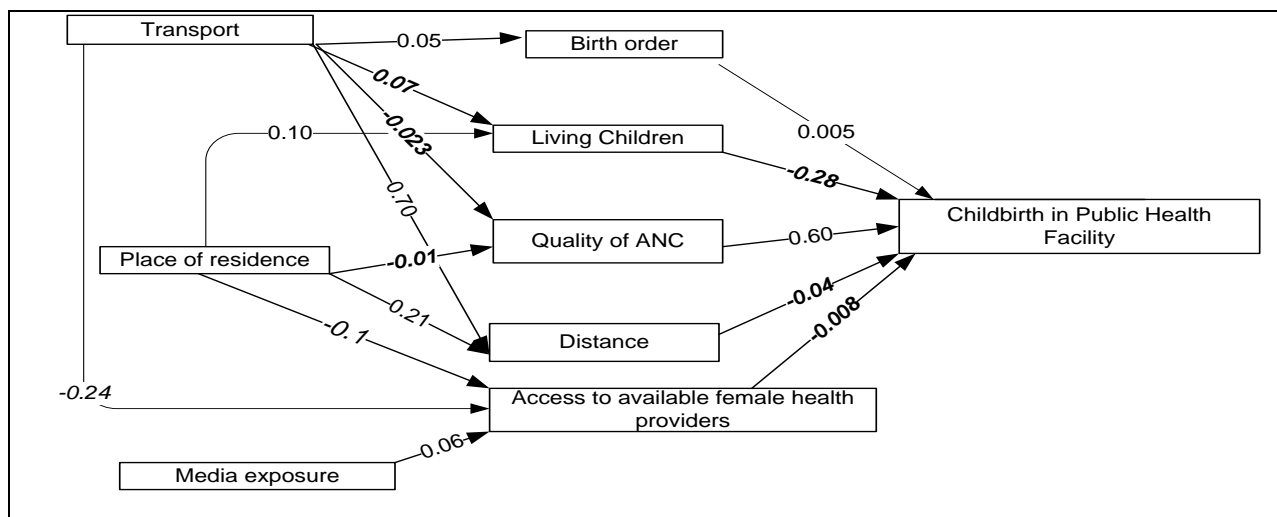 Transport
0.05
Birth order
0.07
-0.023
0.005
0.10
Living Children
-0.28
0.70
Childbirth in Public Health
Facility
Quality of ANC
0.60
Place of residence
-0.01
-0.04
0.21
-0.1
Distance
-0.008
-0.24
Access to available female health
providers
0.06
Media exposure